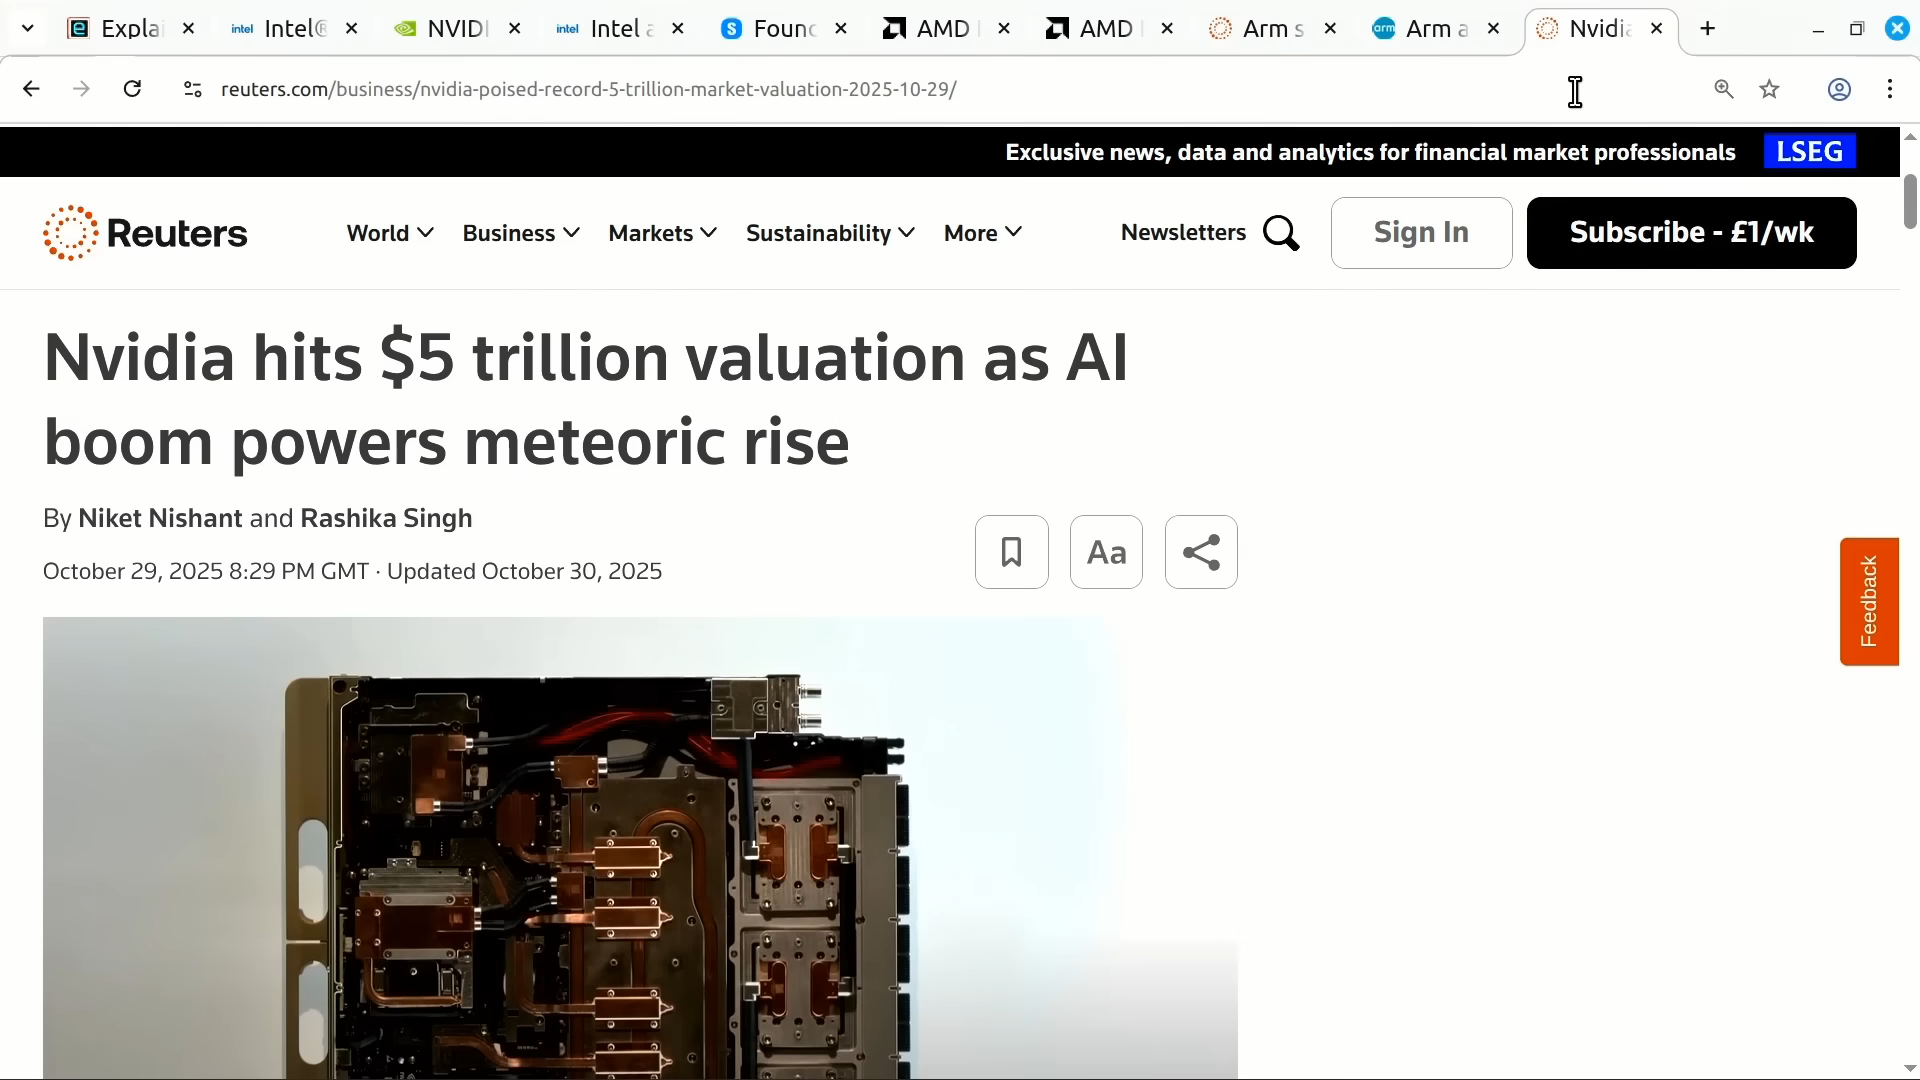 Explai
Intel®
NVIDI
Intel a
Found
AMD
AMD
Arm s
Arm a
Nvidia
reuters.com/business/nvidia-poised-record-5-trillion-market-valuation-2025-10-29/
Exclusive news, data and analytics for financial market professionals LSEG
Reuters World Business Markets Sustainability More Newsletters Sign In Subscribe - £1/wk
Nvidia hits $5 trillion valuation as AI
boom powers meteoric rise
By Niket Nishant and Rashika Singh
Aa
October 29, 2025 8:29 PM GMT · Updated October 30, 2025
Feedback